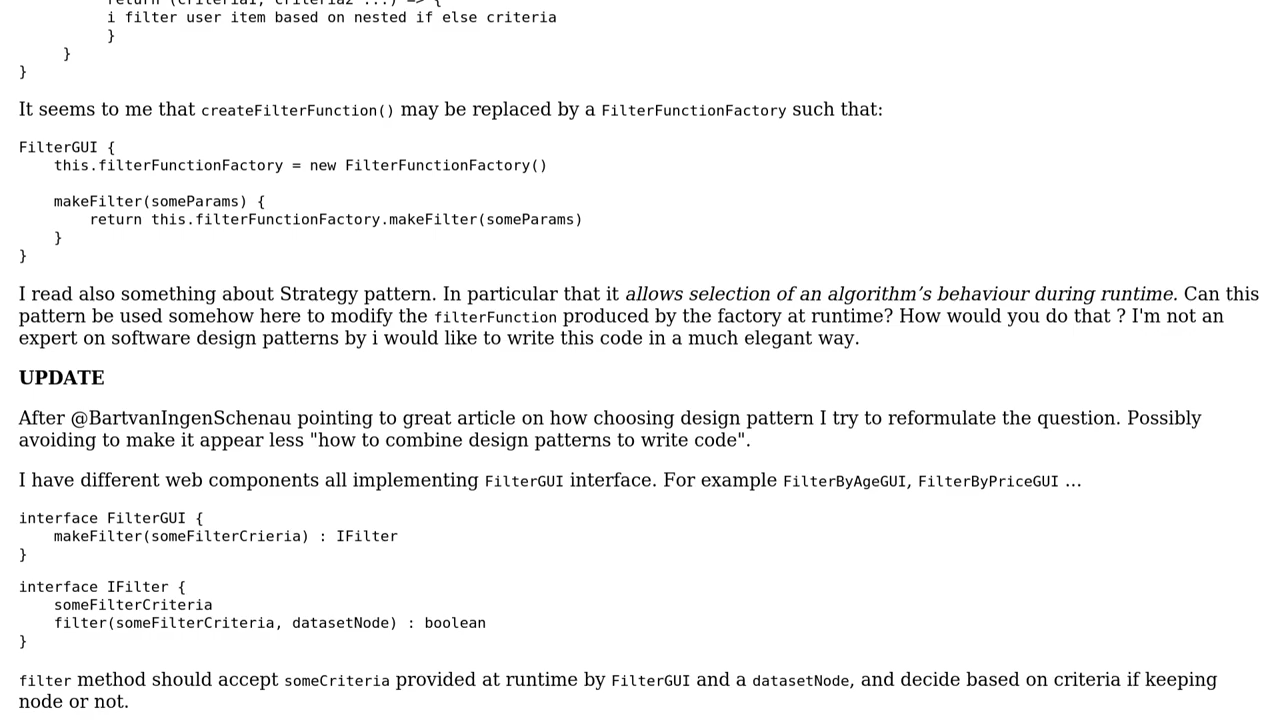 return (criteria1, criteria2 ...) => {
i filter user item based on nested if else criteria
}
}
}
It seems to me that createFilterFunction() may be replaced by a FilterFunctionFactory such that:
FilterGUI {
this.filterFunctionFactory = new FilterFunctionFactory()
makeFilter(someParams) {
return this.filterFunctionFactory.makeFilter(someParams)
}
}
I read also something about Strategy pattern. In particular that it allows selection of an algorithm’s behaviour during runtime. Can this
pattern be used somehow here to modify the filterFunction produced by the factory at runtime? How would you do that ? I'm not an
expert on software design patterns by i would like to write this code in a much elegant way.
UPDATE
After @BartvanIngenSchenau pointing to great article on how choosing design pattern I try to reformulate the question. Possibly
avoiding to make it appear less "how to combine design patterns to write code".
I have different web components all implementing FilterGUI interface. For example FilterByAgeGUI, FilterByPriceGUI ...
interface FilterGUI {
makeFilter(someFilterCrieria) : IFilter
}
interface IFilter {
someFilterCriteria
filter(someFilterCriteria, datasetNode) : boolean
}
filter method should accept someCriteria provided at runtime by FilterGUI and a datasetNode, and decide based on criteria if keeping
node or not.